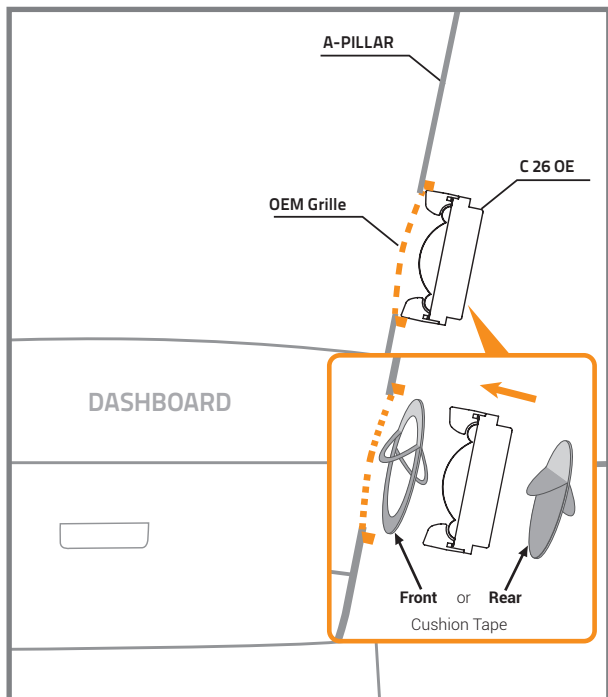 A-PILLAR
C 26 OE
OEM Grille
DASHBOARD
Front or Rear
Cushion Tape